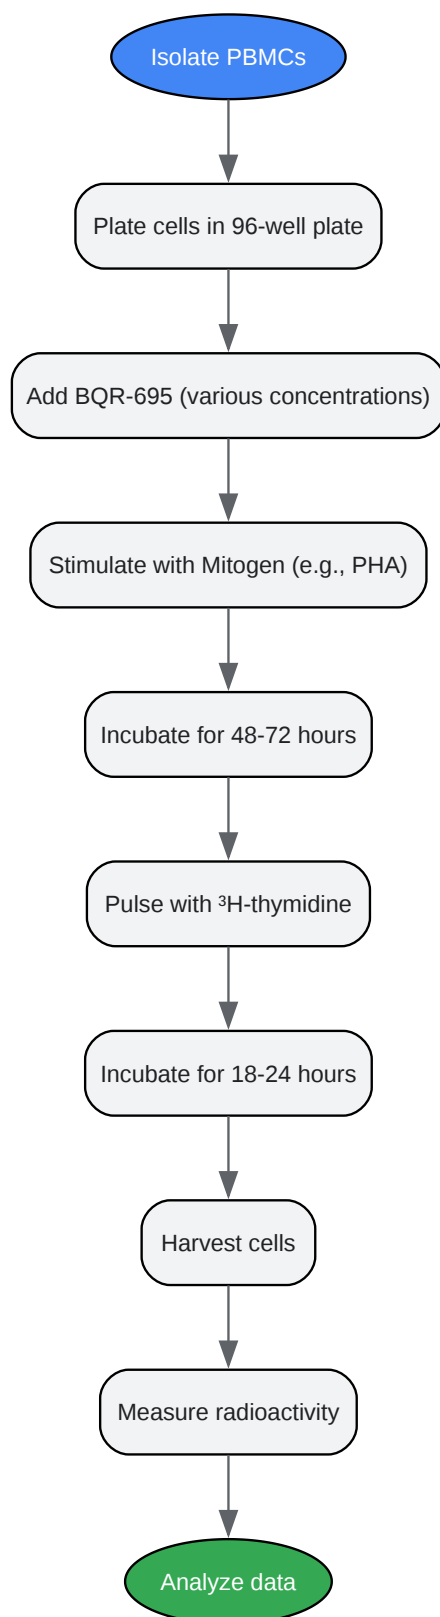 Isolate PBMCs
Plate cells in 96-well plate
Add BQR-695 (various concentrations)
Stimulate with Mitogen (e.g., PHA)
Incubate for 48-72 hours
Pulse with ³H-thymidine
Incubate for 18-24 hours
Harvest cells
Measure radioactivity
Analyze data